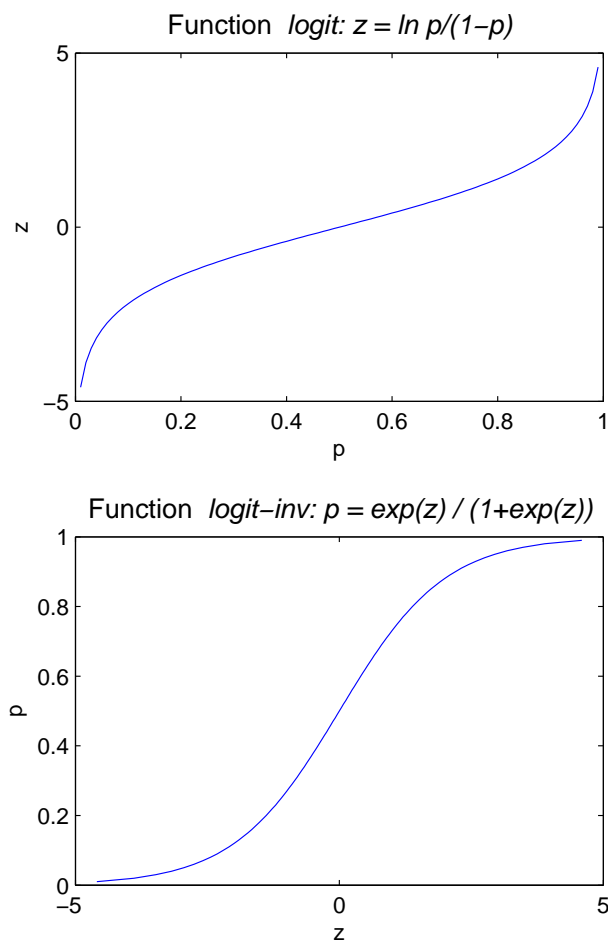 Function logit: z = ln p/(1−p)
5
0
−5
z
0 0.2 0.4 0.6 0.8 1
p
Function logit−inv: p = exp(z) / (1+exp(z))
1
0.8
0.6
0.4
0.2
0
p
−5 0 5
z